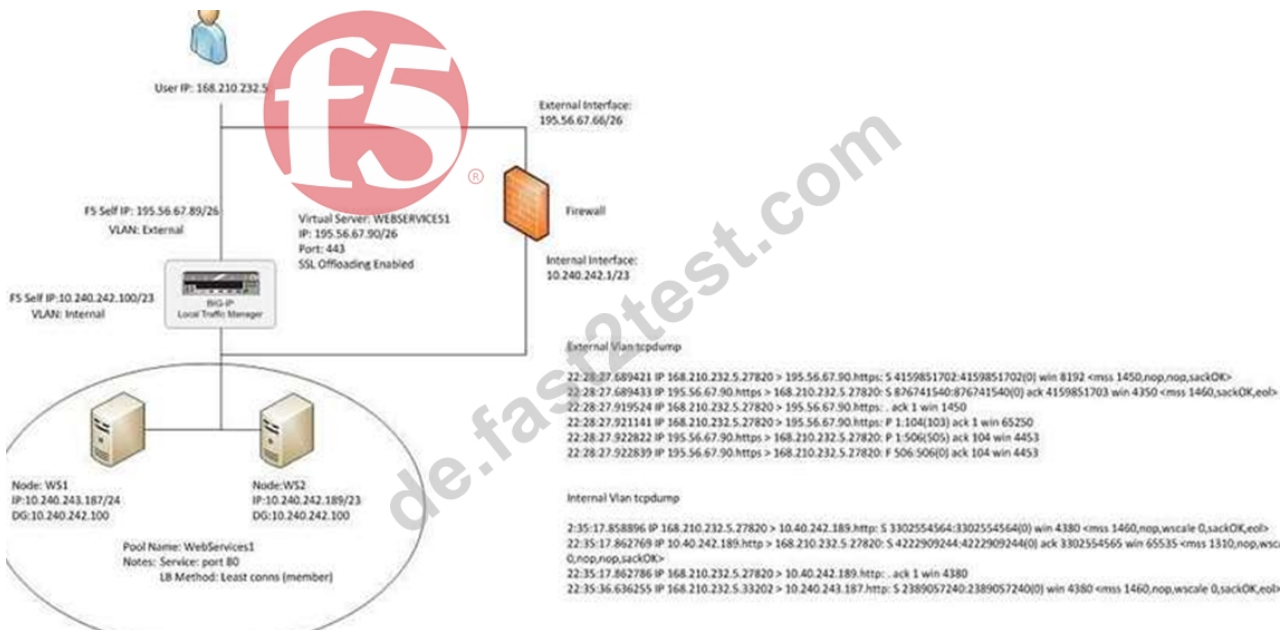 User IP: 168.210.232.5
f5
®
External Interface:
195.56.67.66/26
F5 Self IP: 195.56.67.89/26
VLAN: External
Virtual Server: WEBSERVICES1
IP: 195.56.67.90/26
Port: 443
SSL Offloading Enabled
Firewall
Internal Interface:
10.240.242.1/23
F5 Self IP:10.240.242.100/23
VLAN: Internal
BIG-IP
Local Traffic Manager
External Vlan tcpdump
22:28:27.689421 IP 168.210.232.5.27820 > 195.56.67.90.https: S 4159851702:4159851702(0) win 8192 <mss 1450,nop,nop,sackOK>
22:28:27.689433 IP 195.56.67.90.https > 168.210.232.5.27820: S 876741540:876741540(0) ack 4159851703 win 4350 <mss 1460,sackOK,eol>
22:28:27.919524 IP 168.210.232.5.27820 > 195.56.67.90.https: . ack 1 win 1450
22:28:27.921141 IP 168.210.232.5.27820 > 195.56.67.90.https: P 1:104(103) ack 1 win 65250
22:28:27.922822 IP 195.56.67.90.https > 168.210.232.5.27820: P 1:506(505) ack 104 win 4453
22:28:27.922839 IP 195.56.67.90.https > 168.210.232.5.27820: F 506:506(0) ack 104 win 4453
Node: WS1
IP:10.240.243.187/24
DG:10.240.242.100
Node:WS2
IP:10.240.242.189/23
DG:10.240.242.100
Internal Vlan tcpdump
2:35:17.858896 IP 168.210.232.5.27820 > 10.40.242.189.http: S 3302554564:3302554564(0) win 4380 <mss 1460,nop,wscale 0,sackOK,eol>
22:35:17.862769 IP 10.40.242.189.http > 168.210.232.5.27820: S 4222909244:4222909244(0) ack 3302554565 win 65535 <mss 1310,nop,wsca
0,nop,nop,sackOK>
22:35:17.862786 IP 168.210.232.5.27820 > 10.40.242.189.http: . ack 1 win 4380
22:35:36.636255 IP 168.210.232.5.33202 > 10.240.243.187.http: S 2389057240:2389057240(0) win 4380 <mss 1460,nop,wscale 0,sackOK,eol>
Pool Name: WebServices1
Notes: Service: port 80
LB Method: Least conns (member)
de.fast2test.com